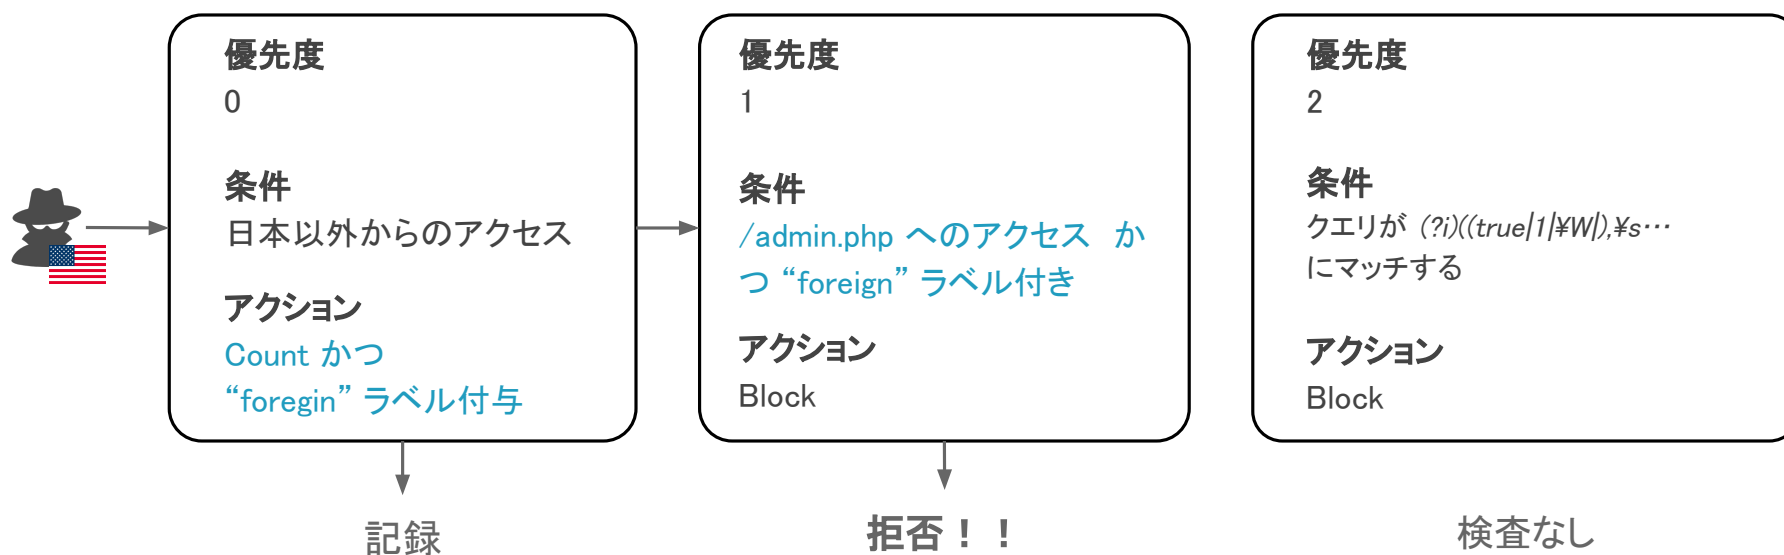 優先度
0
条件
日本以外からのアクセス
アクション
Count かつ
“foregin” ラベル付与
記録
優先度
1
条件
/admin.php へのアクセス か
つ “foreign” ラベル付き
アクション
Block
拒否！！
優先度
2
条件
クエリが (?i)((true|1|¥W|),¥s…
にマッチする
アクション
Block
検査なし